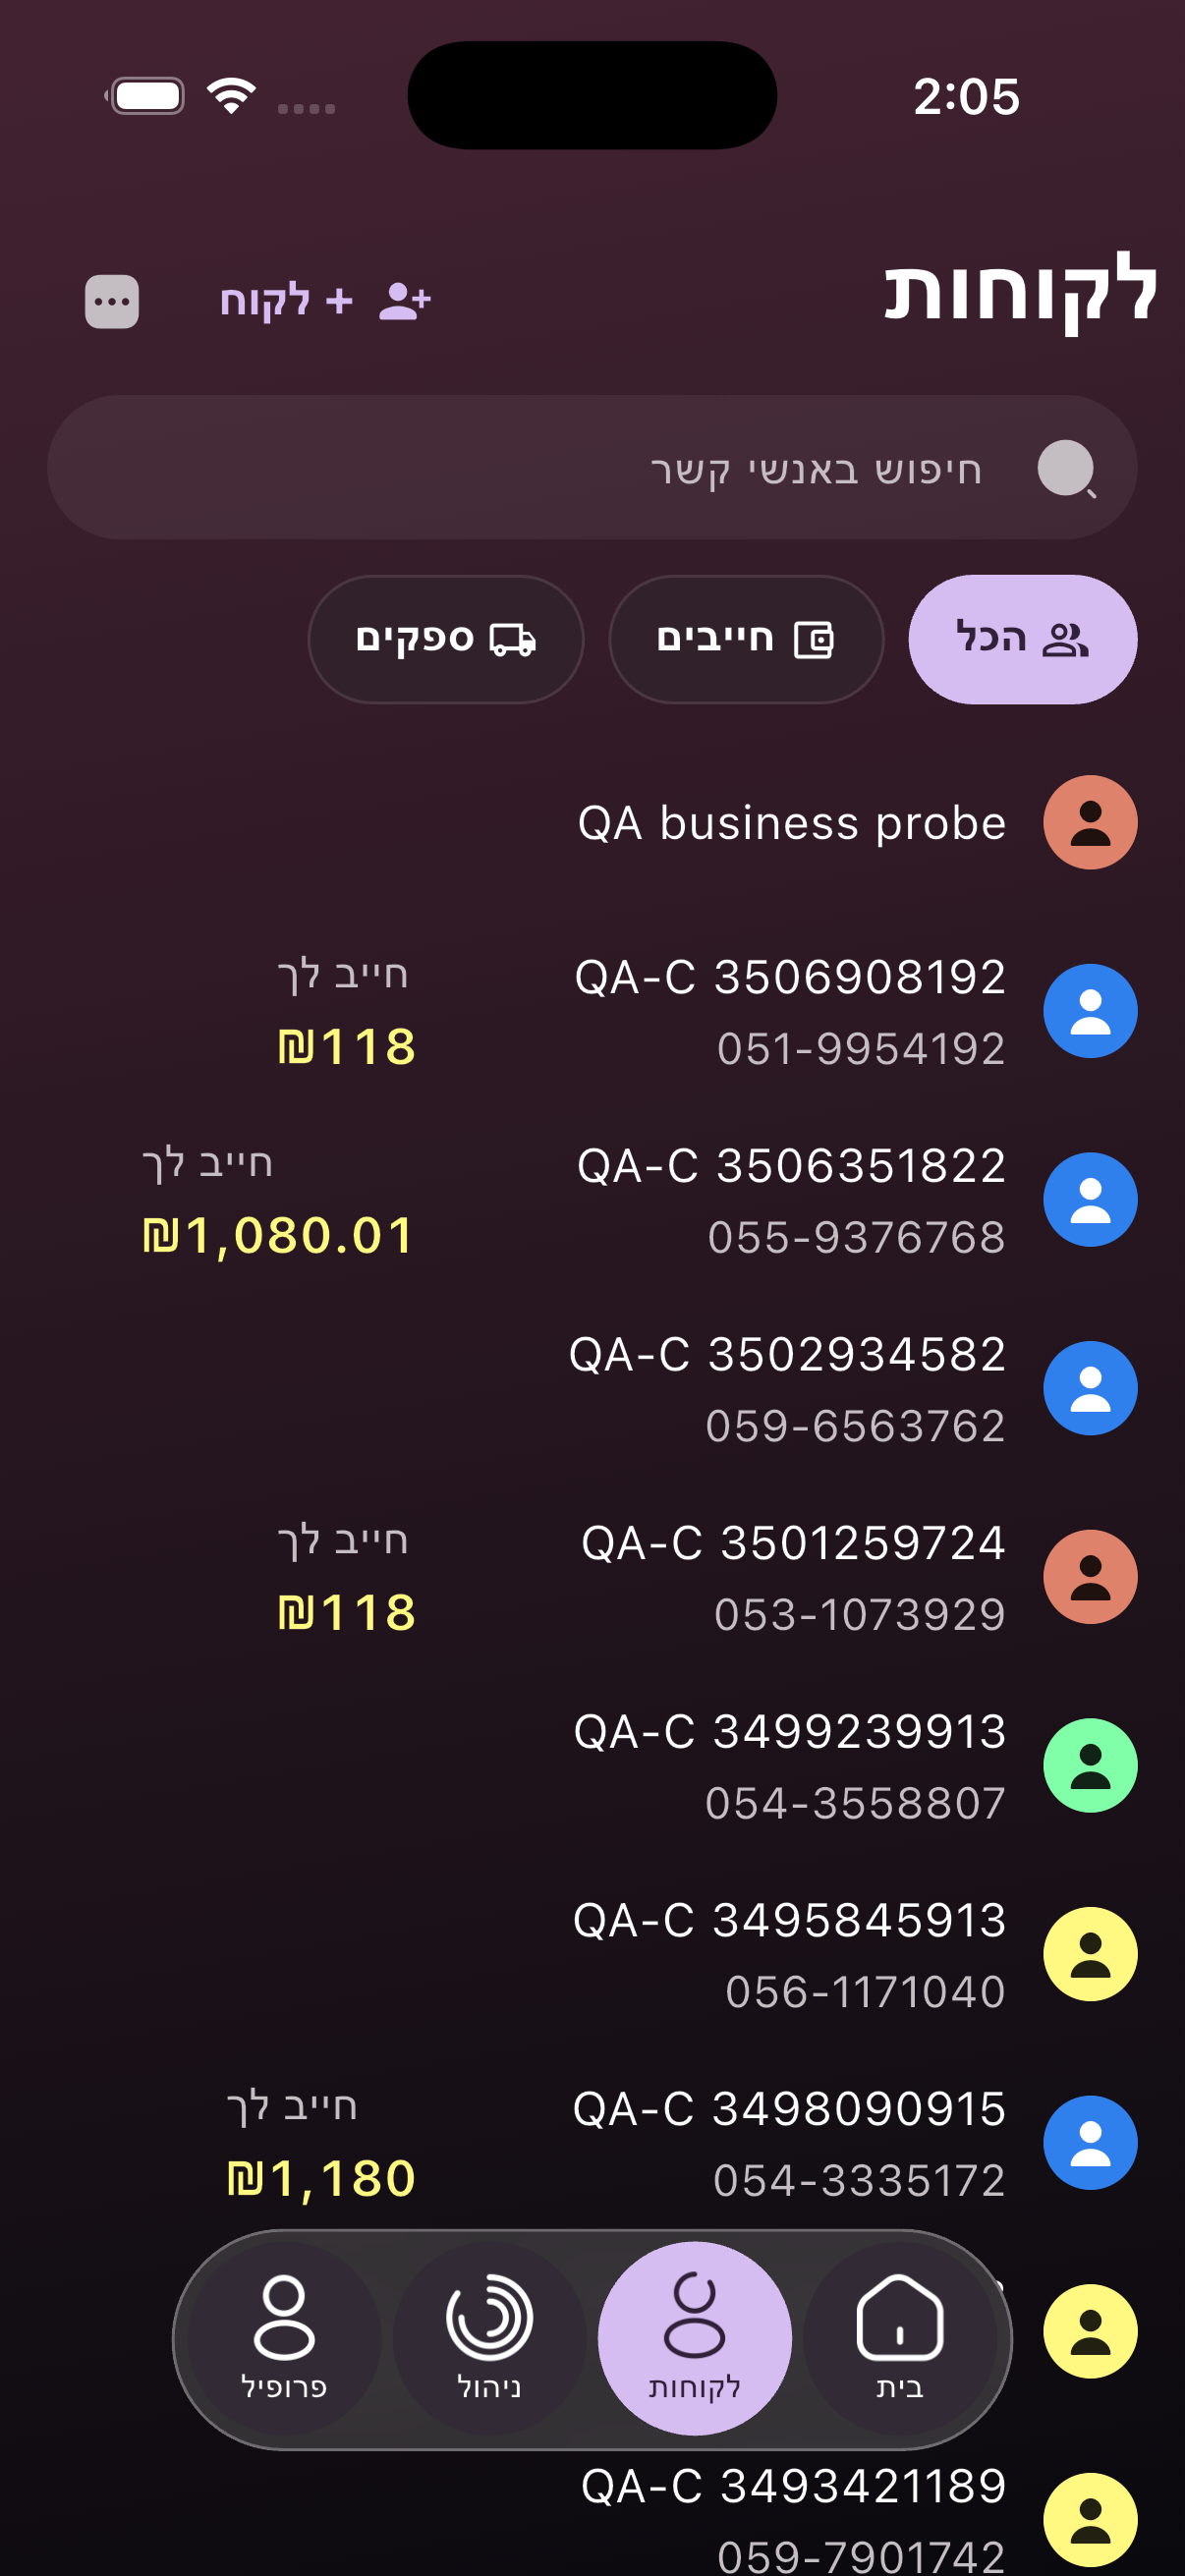 2:05
לקוחות
+ לקוח
חיפוש באנשי קשר
הכל
חייבים
ספקים
QA business probe
QA-C 3506908192
חייב לך
051-9954192
₪118
QA-C 3506351822
חייב לך
055-9376768
₪1,080.01
QA-C 3502934582
059-6563762
QA-C 3501259724
חייב לך
053-1073929
₪118
QA-C 3499239913
054-3558807
QA-C 3495845913
056-1171040
QA-C 3498090915
חייב לך
054-3335172
₪1,180
בית
לקוחות
ניהול
פרופיל
QA-C 3493421189
059-7901742